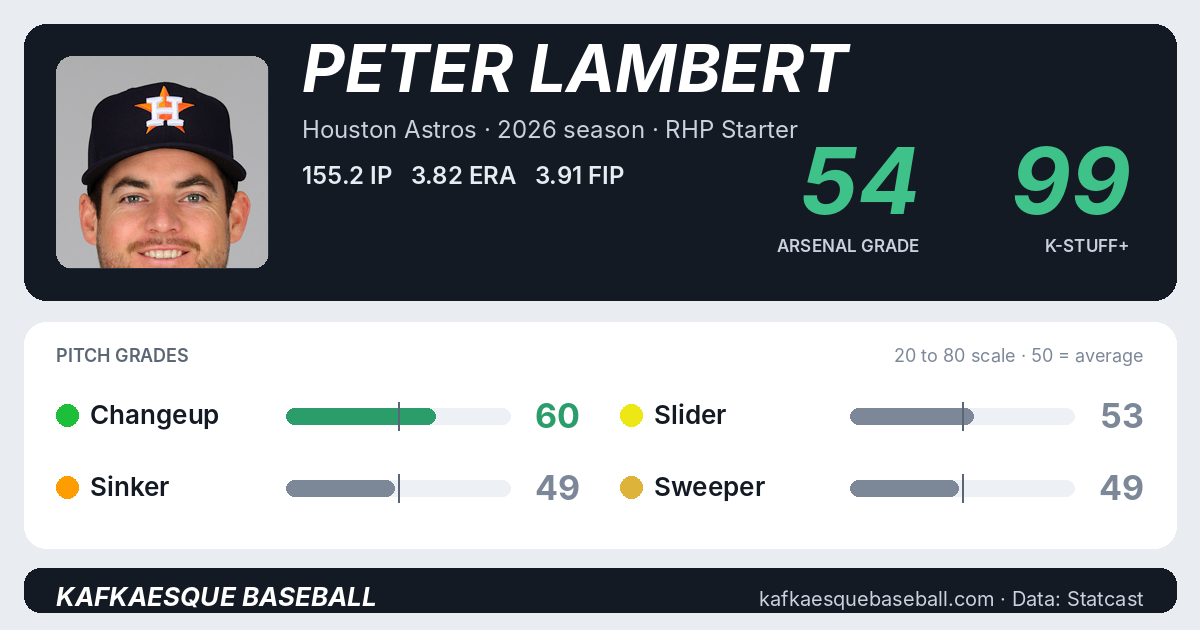 PETER LAMBERT
Houston Astros · 2026 season · RHP Starter
155.2 IP 3.82 ERA 3.91 FIP
54 99
ARSENAL GRADE K-STUFF+
H
PITCH GRADES 20 to 80 scale · 50 = average
Changeup 60 Slider 53
Sinker 49 Sweeper 49
KAFKAESQUE BASEBALL kafkaesquebaseball.com · Data: Statcast